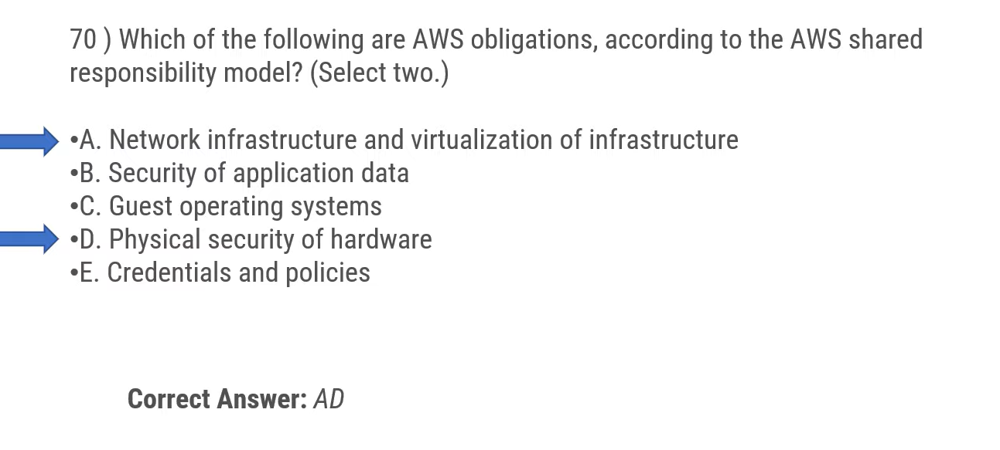 70 ) Which of the following are AWS obligations, according to the AWS shared
responsibility model? (Select two.)
•A. Network infrastructure and virtualization of infrastructure
•B. Security of application data
•C. Guest operating systems
•D. Physical security of hardware
•E. Credentials and policies
Correct Answer: AD